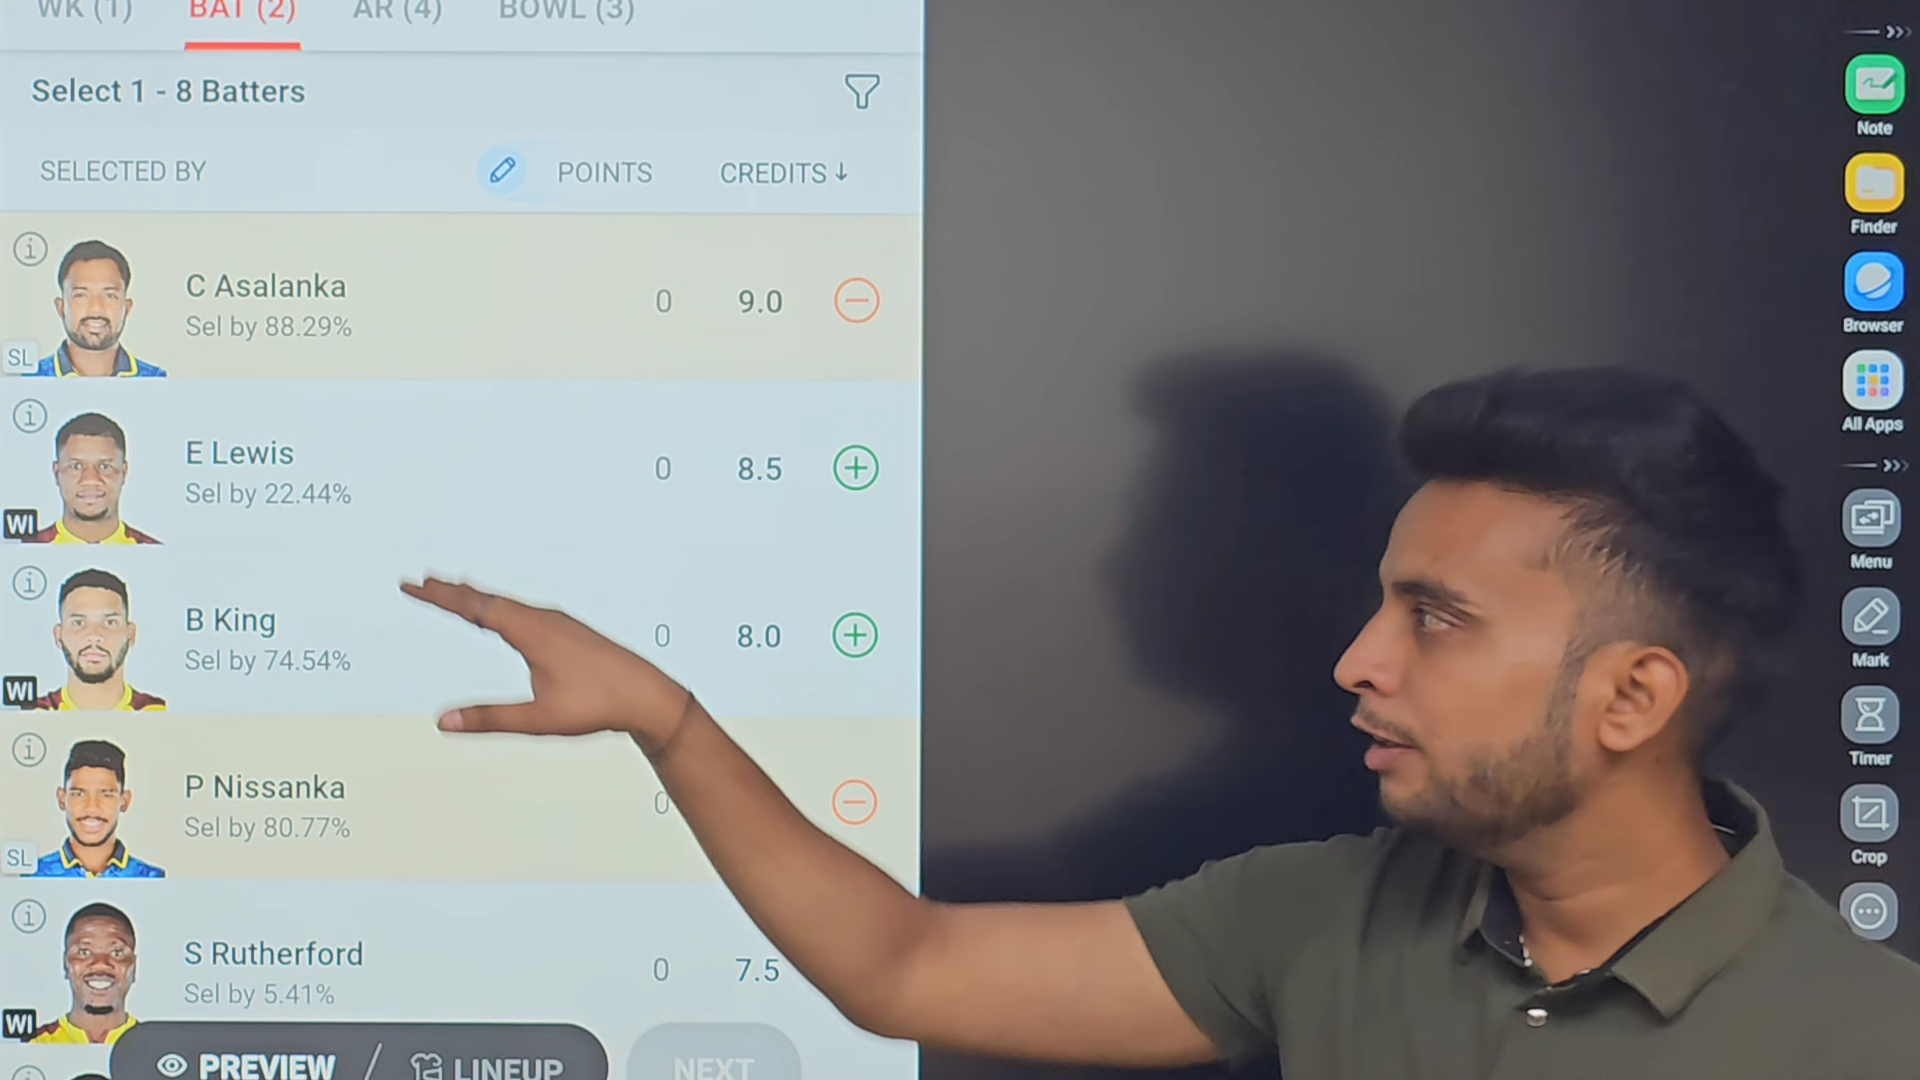 WK (1) BAT (2) AR (4) BOWL (3)
Select 1 - 8 Batters
SELECTED BY POINTS CREDITS ↓
C Asalanka
Sel by 88.29%
0 9.0
SL
E Lewis
Sel by 22.44%
0 8.5
WI
B King
Sel by 74.54%
0 8.0
WI
P Nissanka
Sel by 80.77%
0
SL
S Rutherford
Sel by 5.41%
0 7.5
WI
PREVIEW / LINEUP
NEXT
Note
Finder
Browser
All Apps
Menu
Mark
Timer
Crop